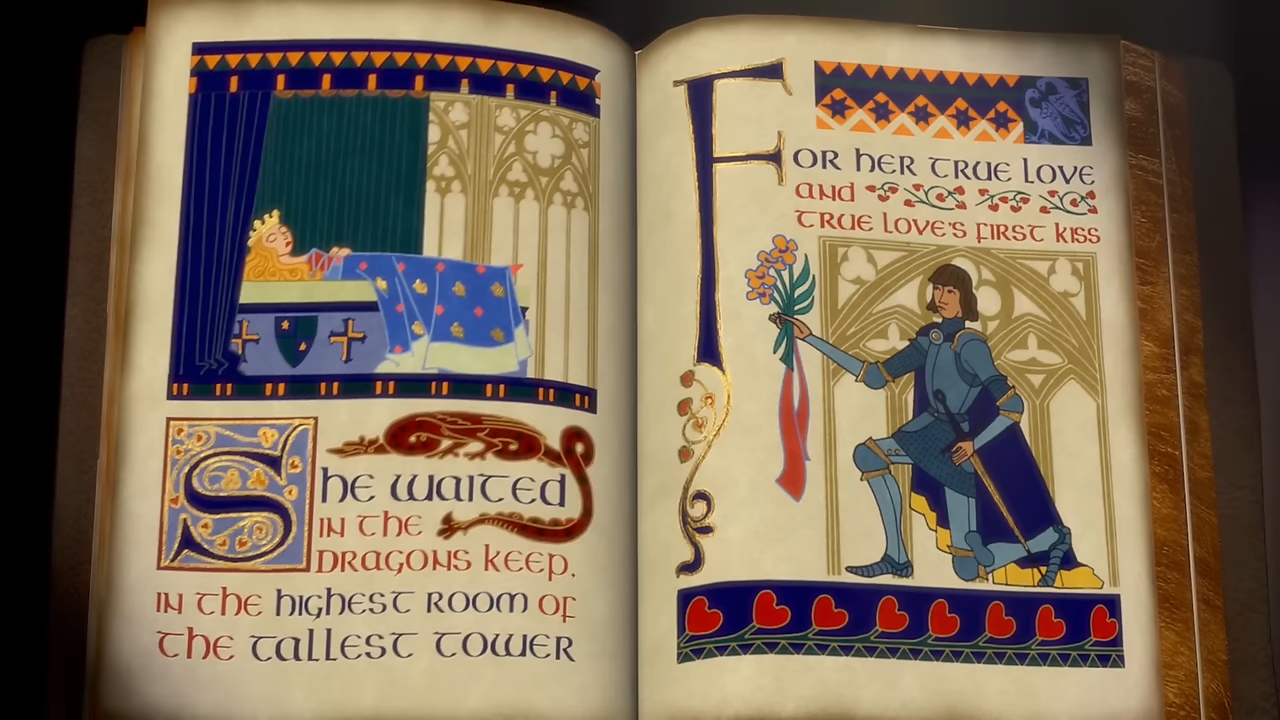 She waited
in the
dragons keep.
in the highest room of
the tallest tower
For her true love
and
true love's first kiss